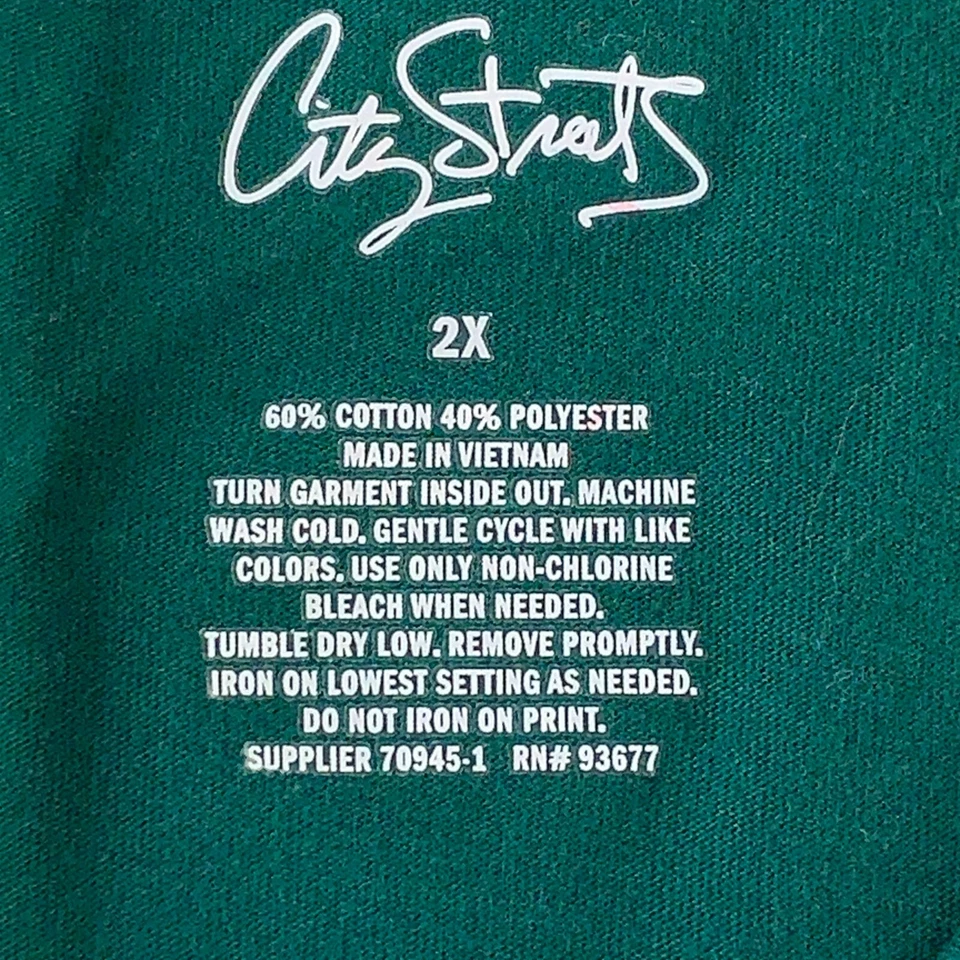 City Streets
2X
60% COTTON 40% POLYESTER
MADE IN VIETNAM
TURN GARMENT INSIDE OUT. MACHINE
WASH COLD. GENTLE CYCLE WITH LIKE
COLORS. USE ONLY NON-CHLORINE
BLEACH WHEN NEEDED.
TUMBLE DRY LOW. REMOVE PROMPTLY.
IRON ON LOWEST SETTING AS NEEDED.
DO NOT IRON ON PRINT.
SUPPLIER 70945-1 RN# 93677